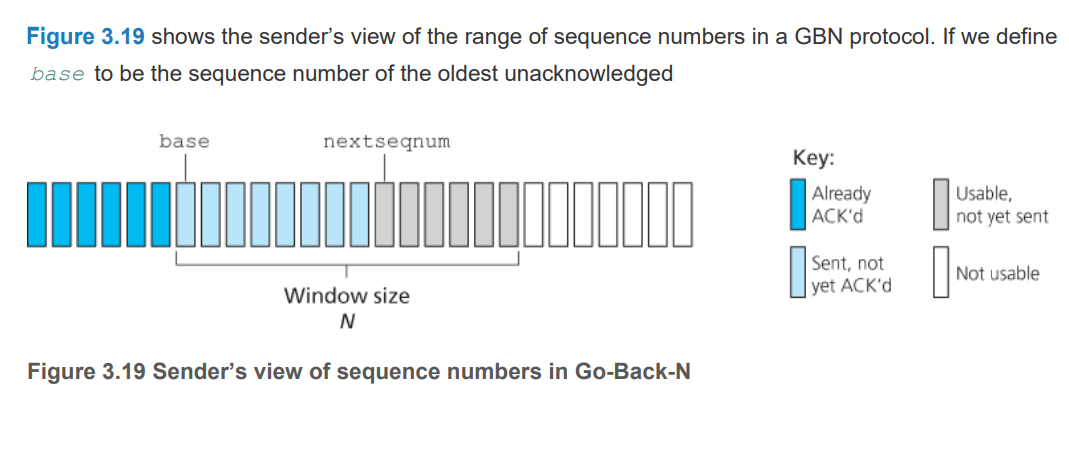 Figure 3.19 shows the sender’s view of the range of sequence numbers in a GBN protocol. If we define
base to be the sequence number of the oldest unacknowledged
base
nextseqnum
Window size
N
Key:
Already
ACK'd
Usable,
not yet sent
Sent, not
yet ACK'd
Not usable
Figure 3.19 Sender’s view of sequence numbers in Go-Back-N